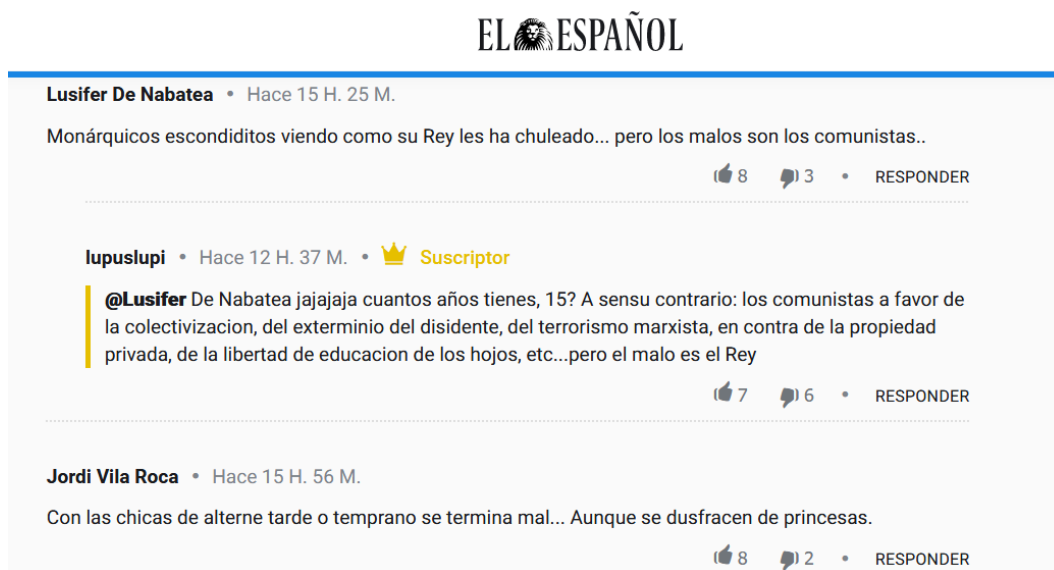 EL ESPAÑOL
Lusifer De Nabatea • Hace 15 H. 25 M.
Monárquicos escondiditos viendo como su Rey les ha chuleado... pero los malos son los comunistas..
8 3 • RESPONDER
lupuslupi • Hace 12 H. 37 M. • Suscriptor
@Lusifer De Nabatea jajajaja cuantos años tienes, 15? A sensu contrario: los comunistas a favor de
la colectivizacion, del exterminio del disidente, del terrorismo marxista, en contra de la propiedad
privada, de la libertad de educacion de los hojos, etc...pero el malo es el Rey
7 6 • RESPONDER
Jordi Vila Roca • Hace 15 H. 56 M.
Con las chicas de alterne tarde o temprano se termina mal... Aunque se dusfracen de princesas.
8 2 • RESPONDER